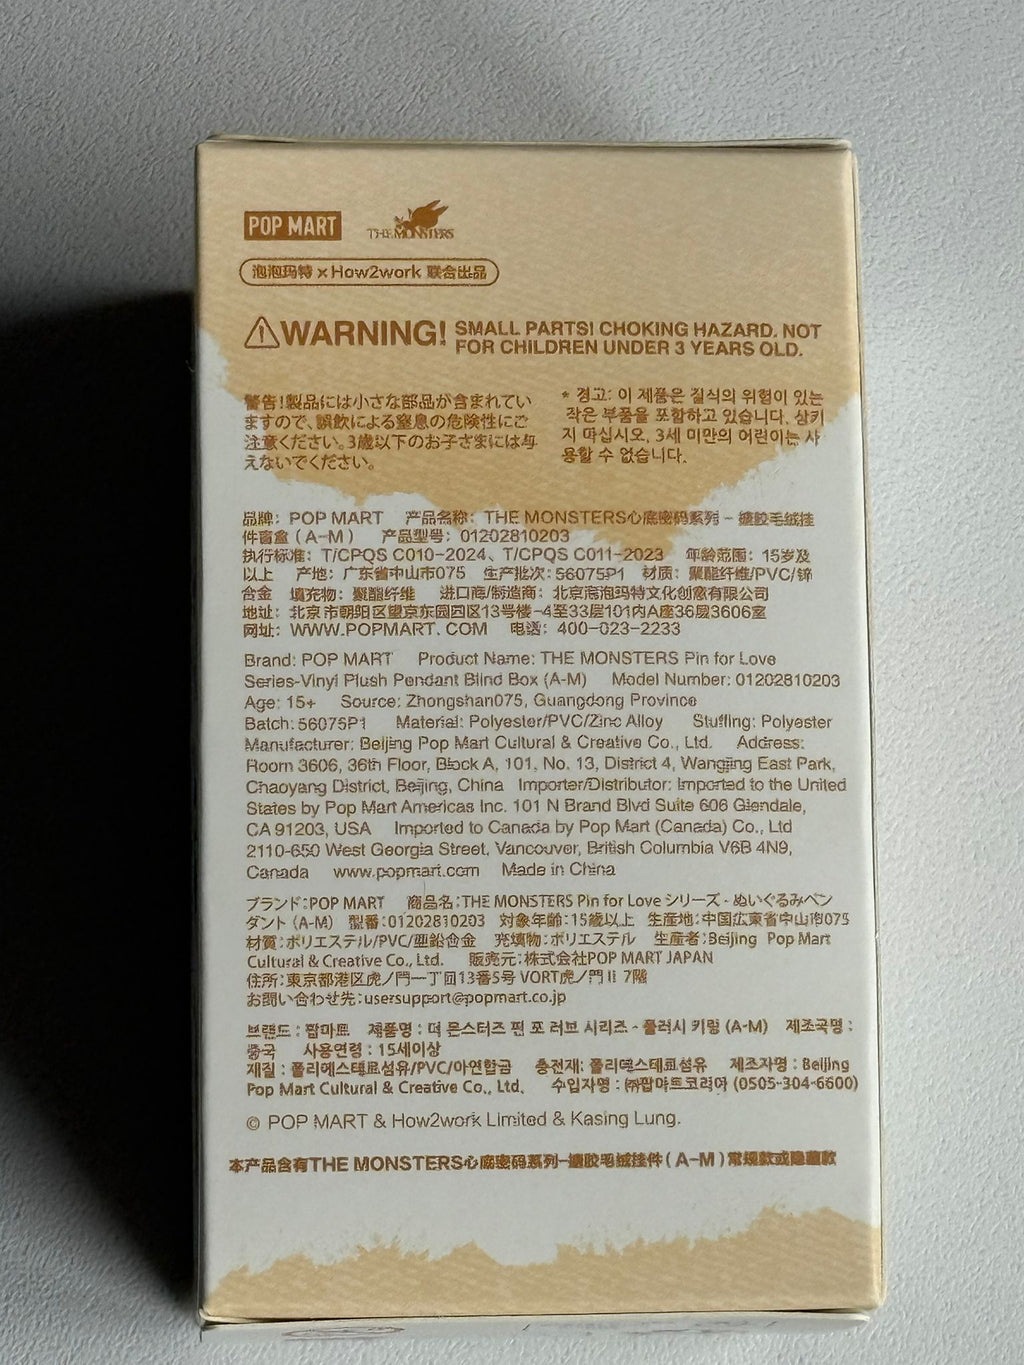 POP MART THE MONSTERS
泡泡玛特 × How2work 联合出品
WARNING! SMALL PARTS! CHOKING HAZARD. NOT
FOR CHILDREN UNDER 3 YEARS OLD.
警告!製品には小さな部品が含まれてい
ますので、誤飲による窒息の危険性にご
注意ください。3歳以下のお子さまには与
えないでください。
* 경고: 이 제품은 질식의 위험이 있는
작은 부품을 포함하고 있습니다. 삼키
지 마십시오. 3세 미만의 어린이는 사
용할 수 없습니다.
品牌: POP MART 产品名称: THE MONSTERS心底密码系列－搪胶毛绒挂
件盲盒(A-M) 产品型号: 01202810203
执行标准: T/CPQS C010-2024、T/CPQS C011-2023 年龄范围: 15岁及
以上 产地: 广东省中山市075 生产批次: 56075P1 材质: 聚酯纤维/PVC/锌
合金 填充物: 聚酯纤维 进口商/制造商: 北京泡泡玛特文化创意有限公司
地址: 北京市朝阳区望京东园四区13号楼-4至33层101内A座36层3606室
网址: WWW.POPMART.COM 电话: 400-023-2233
Brand: POP MART Product Name: THE MONSTERS Pin for Love
Series-Vinyl Plush Pendant Blind Box (A-M) Model Number: 01202810203
Age: 15+ Source: Zhongshan075, Guangdong Province
Batch: 56075P1 Material: Polyester/PVC/Zinc Alloy Stuffing: Polyester
Manufacturer: Beijing Pop Mart Cultural & Creative Co., Ltd. Address:
Room 3606, 36th Floor, Block A, 101, No. 13, District 4, Wangjing East Park,
Chaoyang District, Beijing, China Importer/Distributor: Imported to the United
States by Pop Mart Americas Inc. 101 N Brand Blvd Suite 606 Glendale,
CA 91203, USA Imported to Canada by Pop Mart (Canada) Co., Ltd
2110-650 West Georgia Street, Vancouver, British Columbia V6B 4N9,
Canada www.popmart.com Made in China
ブランド:POP MART 商品名:THE MONSTERS Pin for Love シリーズ - ぬいぐるみペン
ダント (A-M) 型番:01202810203 対象年齢:15歳以上 生産地:中国広東省中山市075
材質:ポリエステル/PVC/亜鉛合金 充填物:ポリエステル 生産者:Beijing Pop Mart
Cultural & Creative Co., Ltd. 販売元:株式会社POP MART JAPAN
住所:東京都港区虎ノ門一丁目13番5号 VORT虎ノ門II 7階
お問い合わせ先:usersupport@popmart.co.jp
브랜드 : 팝마트 제품명 : 더 몬스터즈 핀 포 러브 시리즈 - 플러시 키링 (A-M) 제조국명 :
중국 사용연령 : 15세이상
재질 : 폴리에스테르섬유/PVC/아연합금 충전재: 폴리에스테르섬유 제조자명 : Beijing
Pop Mart Cultural & Creative Co., Ltd. 수입자명 : ㈜팝마트코리아 (0505-304-6600)
© POP MART & How2work Limited & Kasing Lung.
本产品含有THE MONSTERS心底密码系列-搪胶毛绒挂件(A-M)常规款或隐藏款